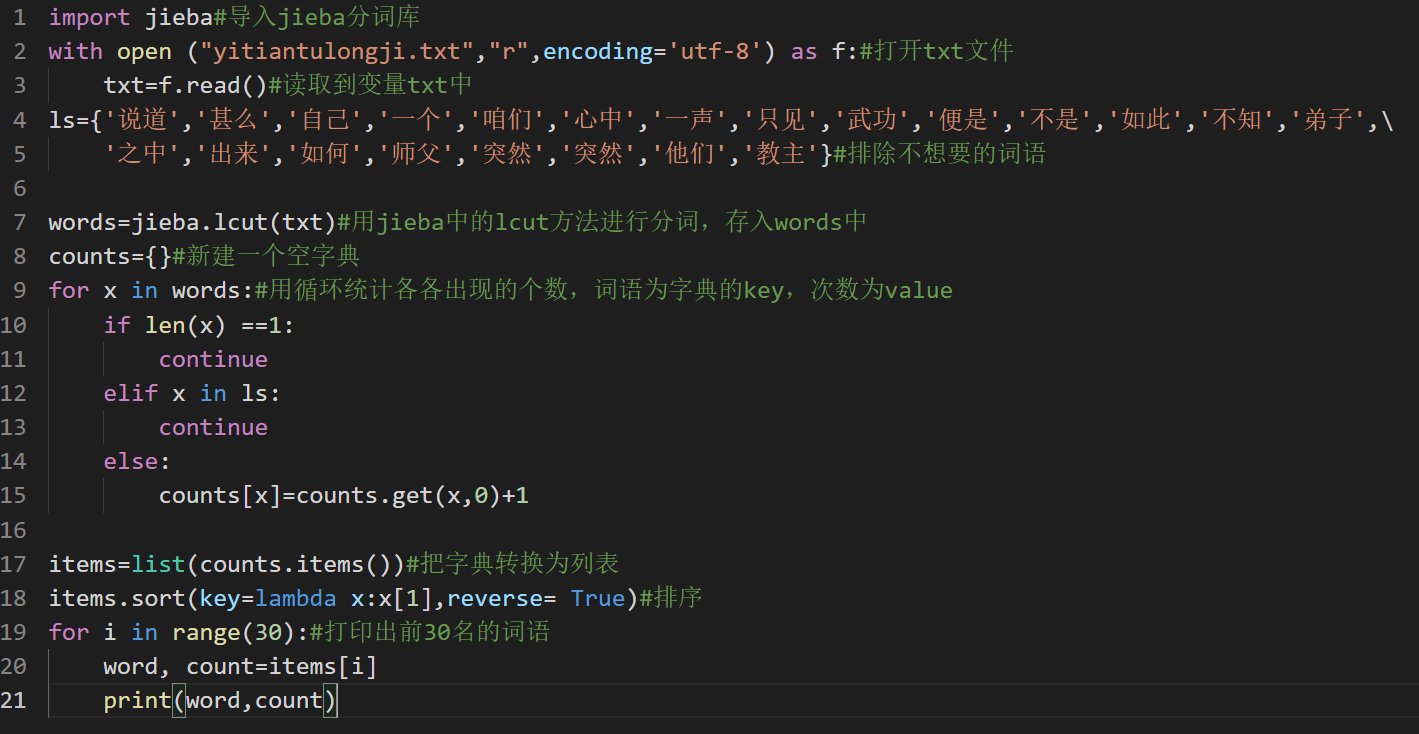 1 import jieba#导入jieba分词库
2 with open ("yitiantulongji.txt","r",encoding='utf-8') as f:#打开txt文件
3     txt=f.read()#读取到变量txt中
4 ls={'说道','甚么','自己','一个','咱们','心中','一声','只见','武功','便是','不是','如此','不知','弟子',\
5     '之中','出来','如何','师父','突然','突然','他们','教主'}#排除不想要的词语
6
7 words=jieba.lcut(txt)#用jieba中的lcut方法进行分词，存入words中
8 counts={}#新建一个空字典
9 for x in words:#用循环统计各各出现的个数，词语为字典的key，次数为value
10     if len(x) ==1:
11         continue
12     elif x in ls:
13         continue
14     else:
15         counts[x]=counts.get(x,0)+1
16
17 items=list(counts.items())#把字典转换为列表
18 items.sort(key=lambda x:x[1],reverse= True)#排序
19 for i in range(30):#打印出前30名的词语
20     word, count=items[i]
21     print(word,count)